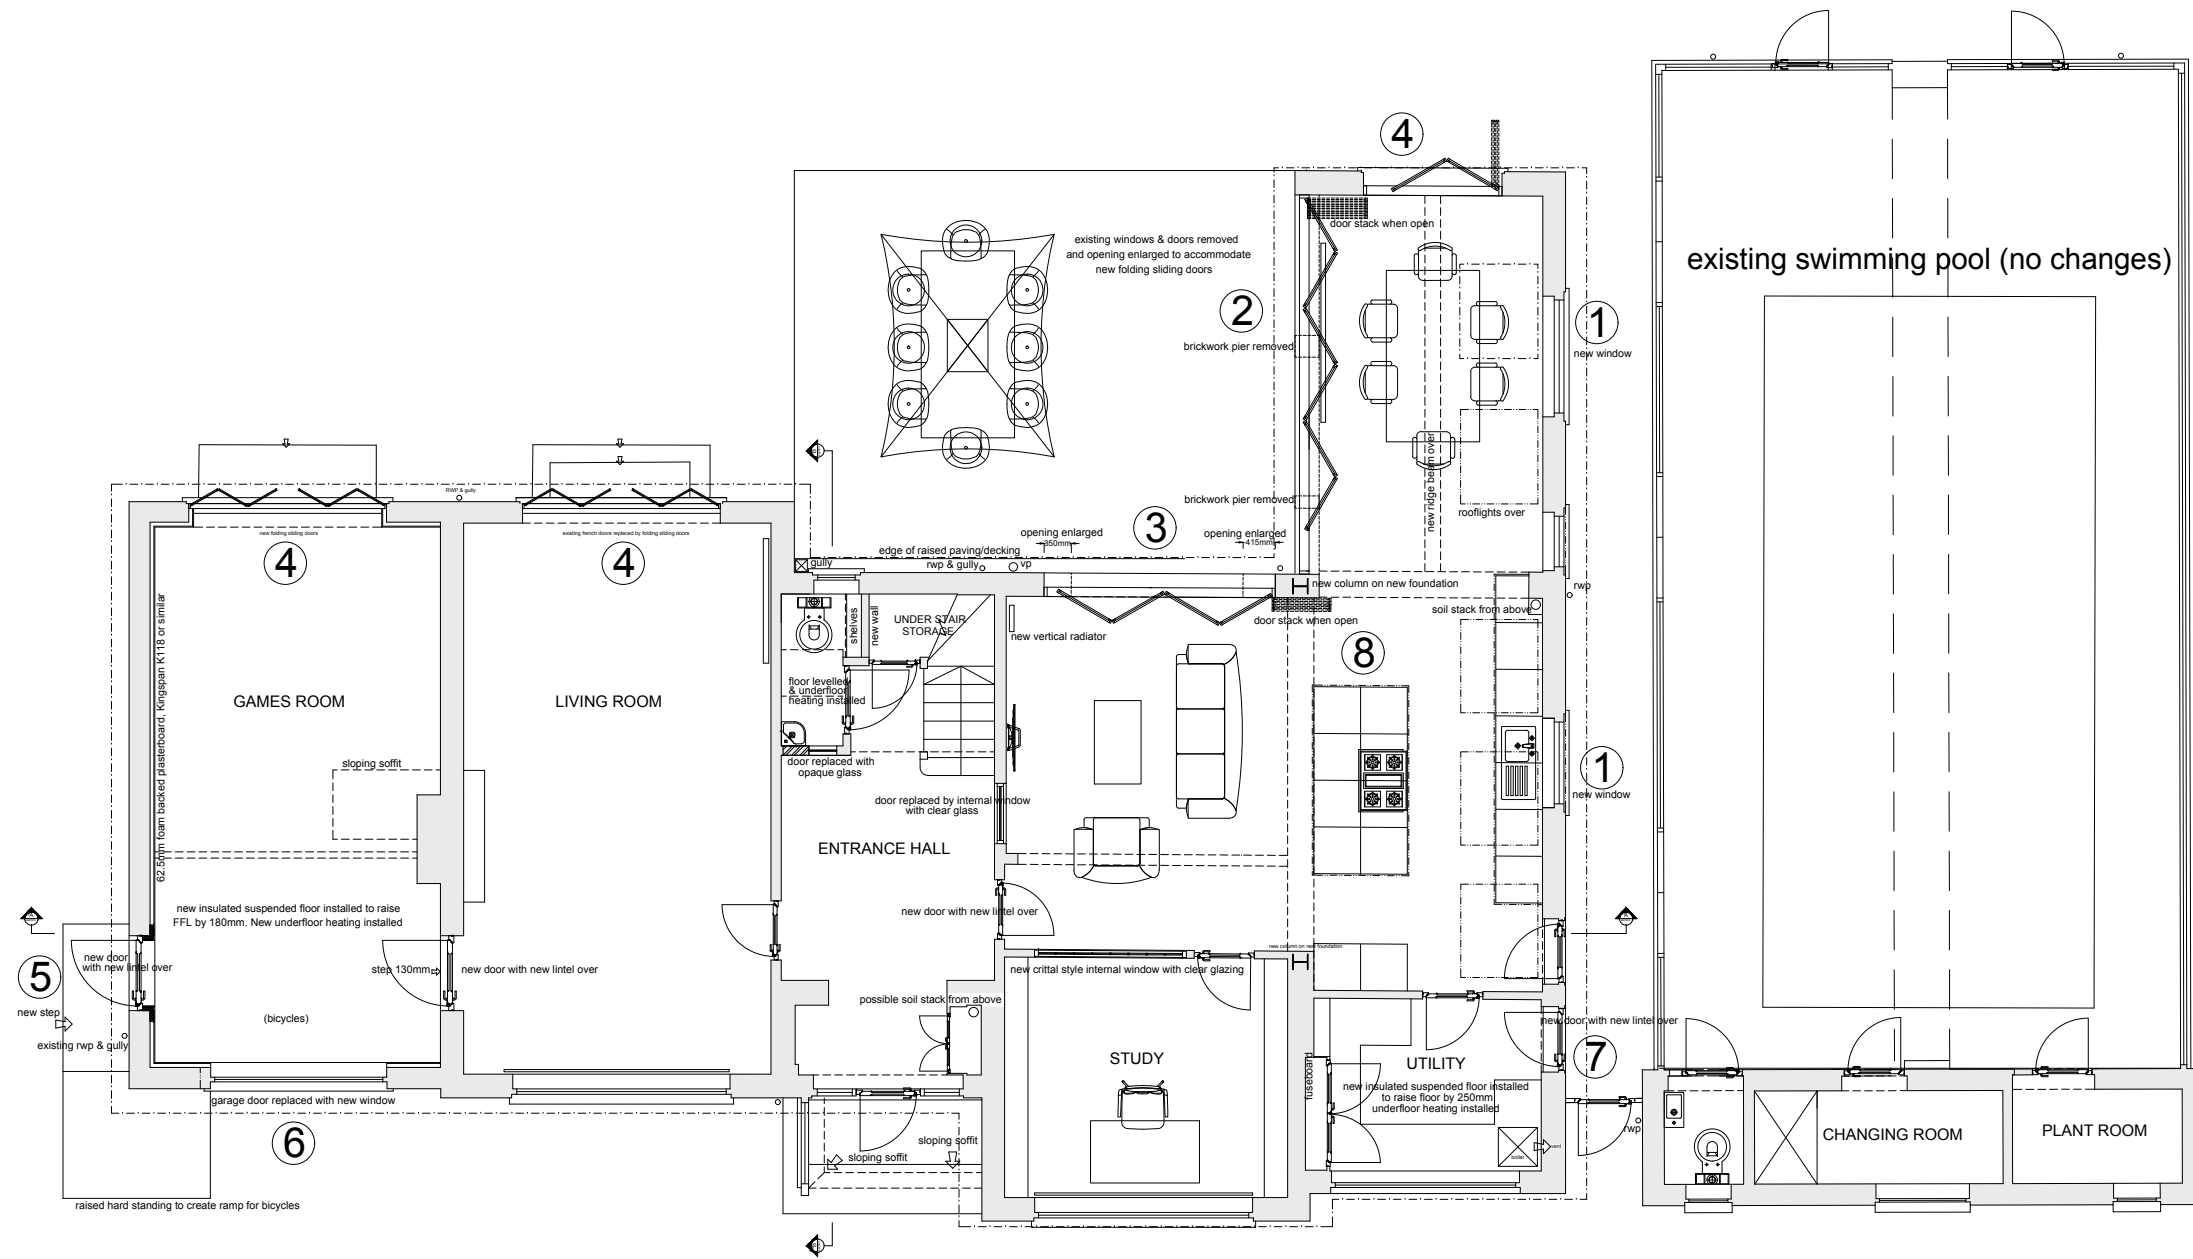 4
existing windows & doors removed
and opening enlarged to accommodate
new folding sliding doors
door stack when open
existing swimming pool (no changes)
2
brickwork pier removed
1
new window
new ridge beam over
brickwork pier removed
rooflights over
RWP & gully
3
opening enlarged
350mm
opening enlarged
415mm
edge of raised paving/decking
gully
rwp & gully
vp
new folding sliding doors
4
existing french doors replaced by folding sliding doors
4
new column on new foundation
rwp
soil stack from above
door stack when open
62.5mm foam backed plasterboard, Kingspan K118 or similar
shelves
new wall
UNDER STAIR
STORAGE
new vertical radiator
8
floor levelled
& underfloor
heating installed
GAMES ROOM
LIVING ROOM
sloping soffit
door replaced with
opaque glass
door replaced by internal window
with clear glass
1
new window
ENTRANCE HALL
new insulated suspended floor installed to raise
FFL by 180mm. New underfloor heating installed
new door with new lintel over
new column on new foundation
new door
with new lintel over
step 130mm
new door with new lintel over
new crittal style internal window with clear glazing
5
new step
existing rwp & gully
(bicycles)
possible soil stack from above
new door with new lintel over
7
STUDY
fuseboard
UTILITY
new insulated suspended floor installed
to raise floor by 250mm
underfloor heating installed
garage door replaced with new window
6
rwp
boiler
vent
CHANGING ROOM
PLANT ROOM
sloping soffit
sloping soffit
raised hard standing to create ramp for bicycles